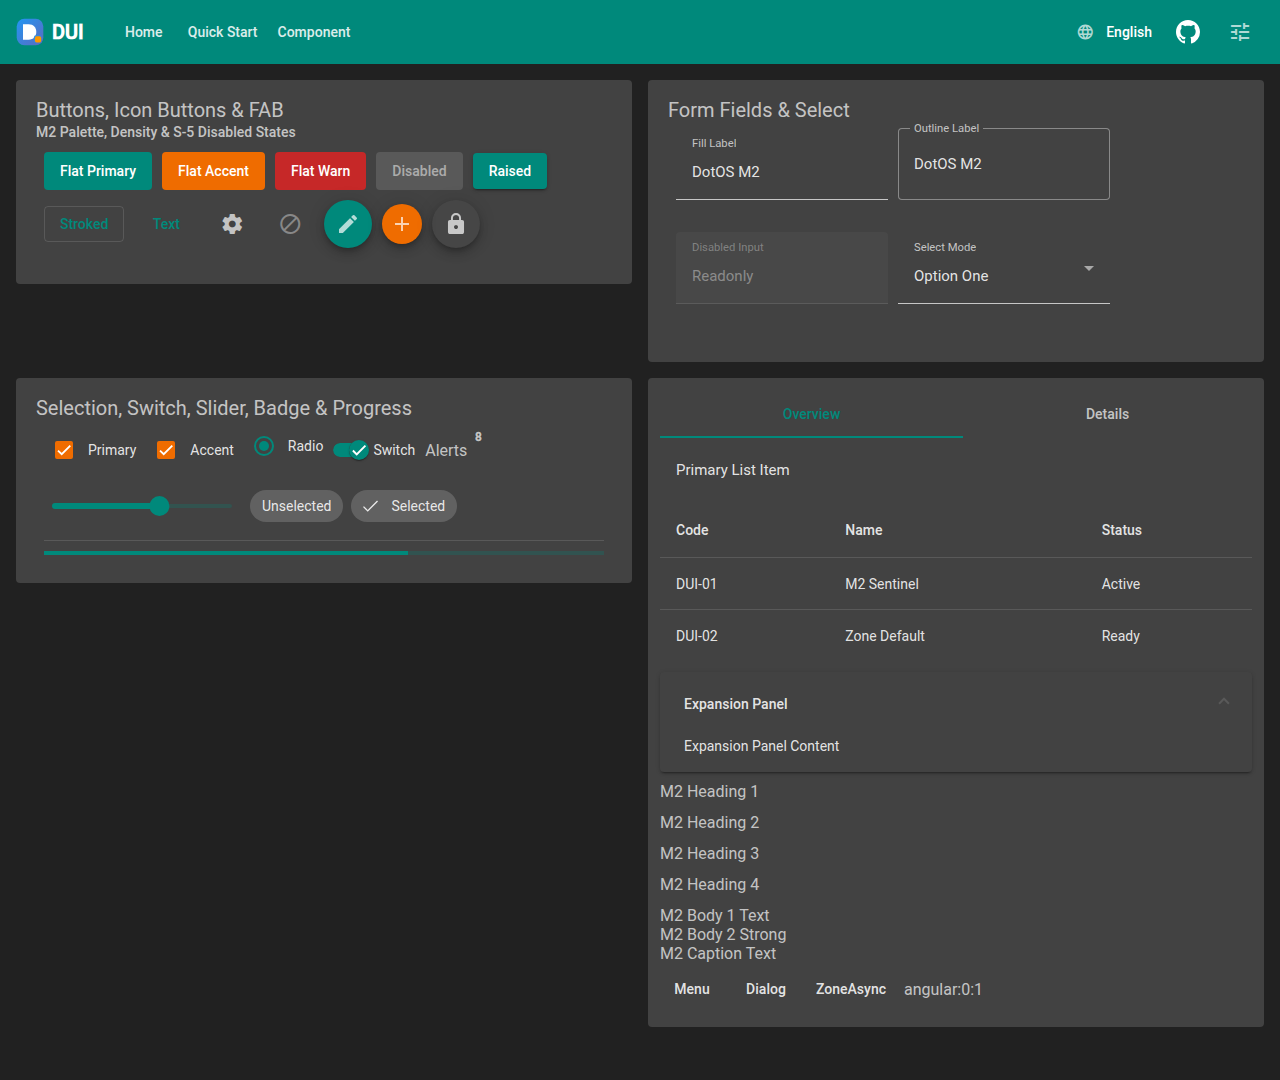 DUI Home Quick Start Component English
Buttons, Icon Buttons & FAB
M2 Palette, Density & S-5 Disabled States
Flat Primary Flat Accent Flat Warn Disabled Raised
Stroked Text
Form Fields & Select
Fill Label
DotOS M2
Outline Label
DotOS M2
Disabled Input
Readonly
Select Mode
Option One
Selection, Switch, Slider, Badge & Progress
Primary Accent Radio Switch Alerts 8
Unselected Selected
Overview Details
Primary List Item
Code Name Status
DUI-01 M2 Sentinel Active
DUI-02 Zone Default Ready
Expansion Panel
Expansion Panel Content
M2 Heading 1
M2 Heading 2
M2 Heading 3
M2 Heading 4
M2 Body 1 Text
M2 Body 2 Strong
M2 Caption Text
Menu Dialog ZoneAsync angular:0:1